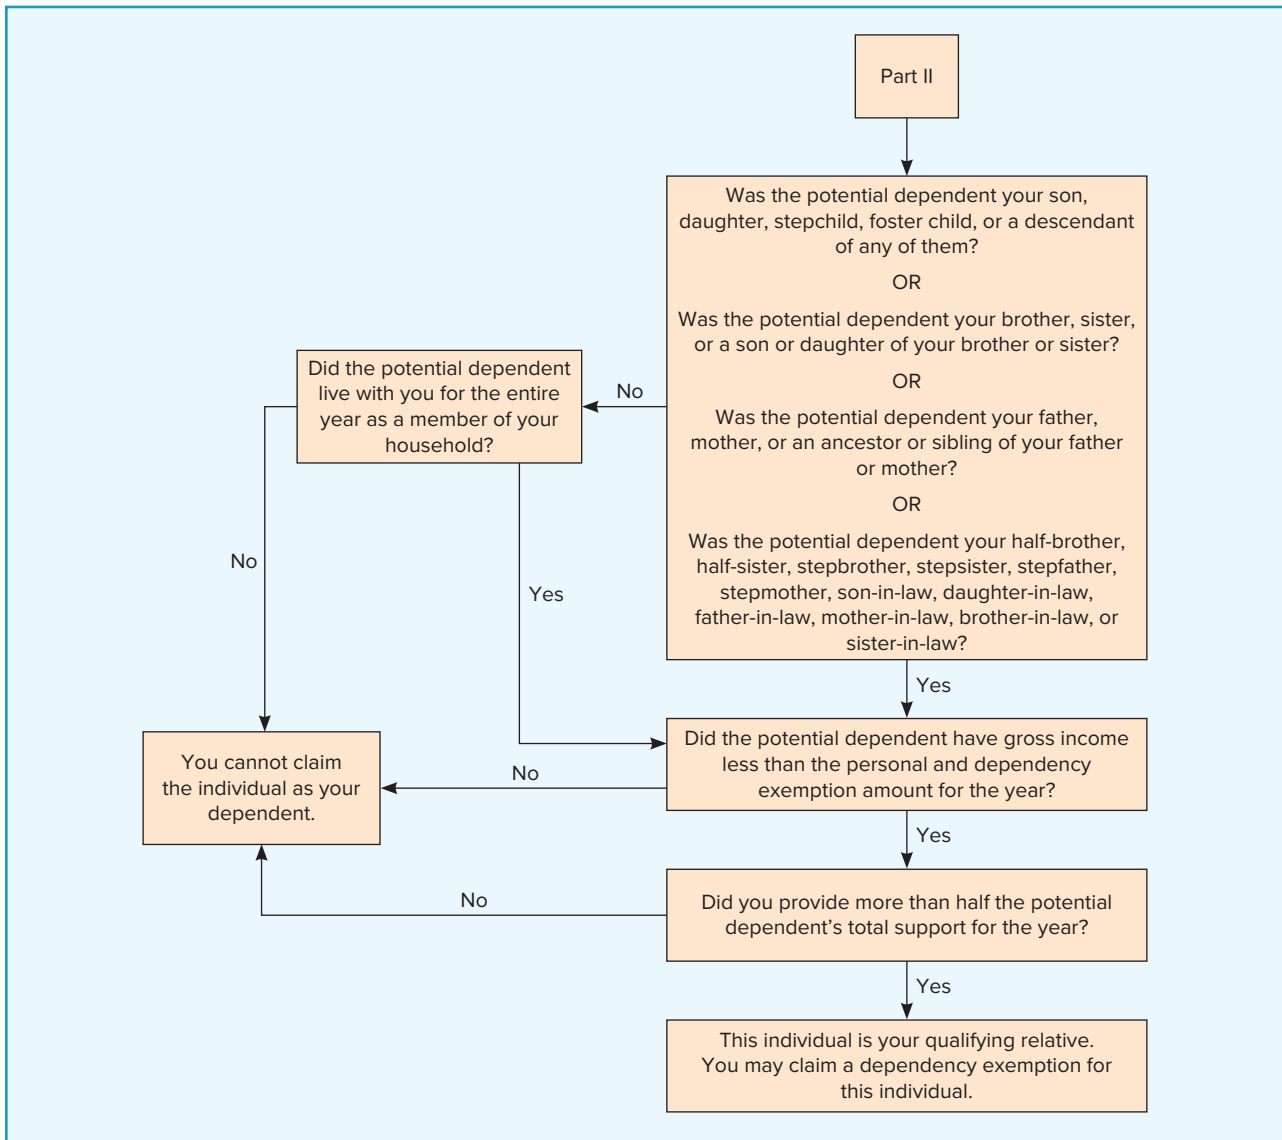 Part II
Was the potential dependent your son,
daughter, stepchild, foster child, or a descendant
of any of them?
OR
Was the potential dependent your brother, sister,
or a son or daughter of your brother or sister?
OR
Was the potential dependent your father,
mother, or an ancestor or sibling of your father
or mother?
OR
Was the potential dependent your half-brother,
half-sister, stepbrother, stepsister, stepfather,
stepmother, son-in-law, daughter-in-law,
father-in-law, mother-in-law, brother-in-law, or
sister-in-law?
No
Did the potential dependent
live with you for the entire
year as a member of your
household?
No
Yes
Yes
You cannot claim
the individual as your
dependent.
Did the potential dependent have gross income
less than the personal and dependency
exemption amount for the year?
No
Yes
Did you provide more than half the potential
dependent’s total support for the year?
No
Yes
This individual is your qualifying relative.
You may claim a dependency exemption for
this individual.